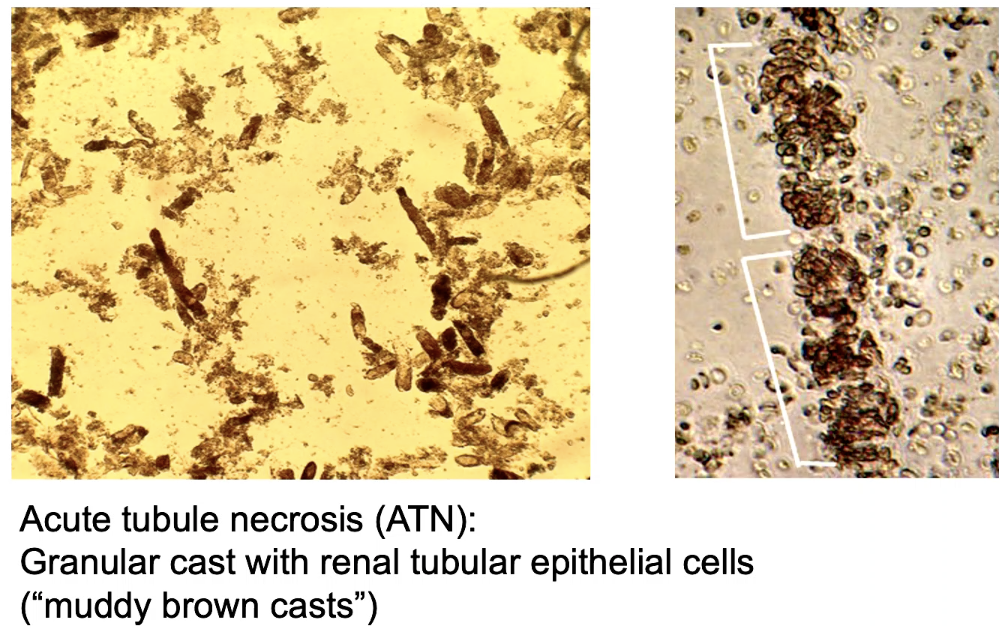 Acute tubule necrosis (ATN):
Granular cast with renal tubular epithelial cells
(“muddy brown casts”)